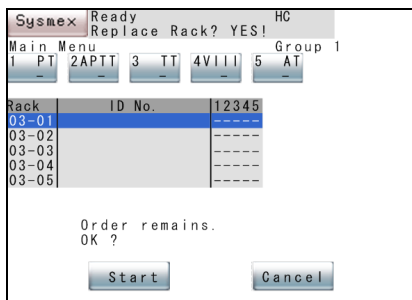 Sysmex Ready HC
Replace Rack? YES!
Main Menu Group 1
1 PT 2APTT 3 TT 4VIII 5 AT
- - - - -
Rack ID No. 12345
03-01 -----
03-02 -----
03-03 -----
03-04 -----
03-05 -----
Order remains.
OK ?
Start Cancel